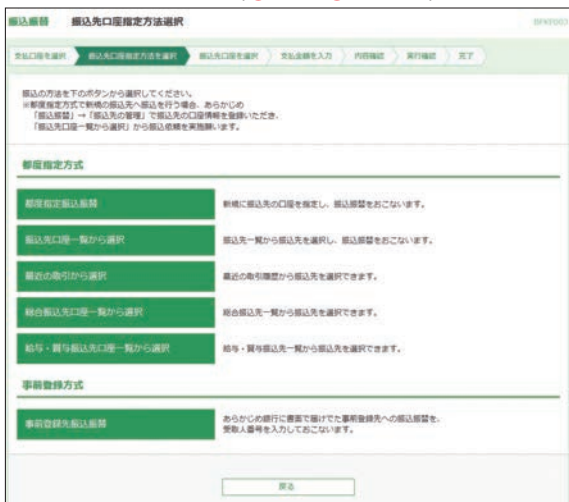 振込振替 振込先口座指定方法選択 BFKF003
支払口座を選択 振込先口座指定方法を選択 振込先口座を選択 支払金額を入力 内容確認 実行確認 完了
振込の方法を下のボタンから選択してください。
※都度指定方式で新規の振込先へ振込を行う場合、あらかじめ
「振込振替」→「振込先の管理」で振込先の口座情報を登録いただき、
「振込先口座一覧から選択」から振込依頼を実施願います。
都度指定方式
都度指定振込振替 新規に振込先の口座を指定し、振込振替をおこないます。
振込先口座一覧から選択 振込先一覧から振込先を選択し、振込振替をおこないます。
最近の取引から選択 最近の取引履歴から振込先を選択できます。
総合振込先口座一覧から選択 総合振込先一覧から振込先を選択できます。
給与・賞与振込先口座一覧から選択 給与・賞与振込先一覧から振込先を選択できます。
事前登録方式
事前登録先振込振替 あらかじめ銀行に書面で届けでた事前登録先への振込振替を、
受取人番号を入力しておこないます。
戻る